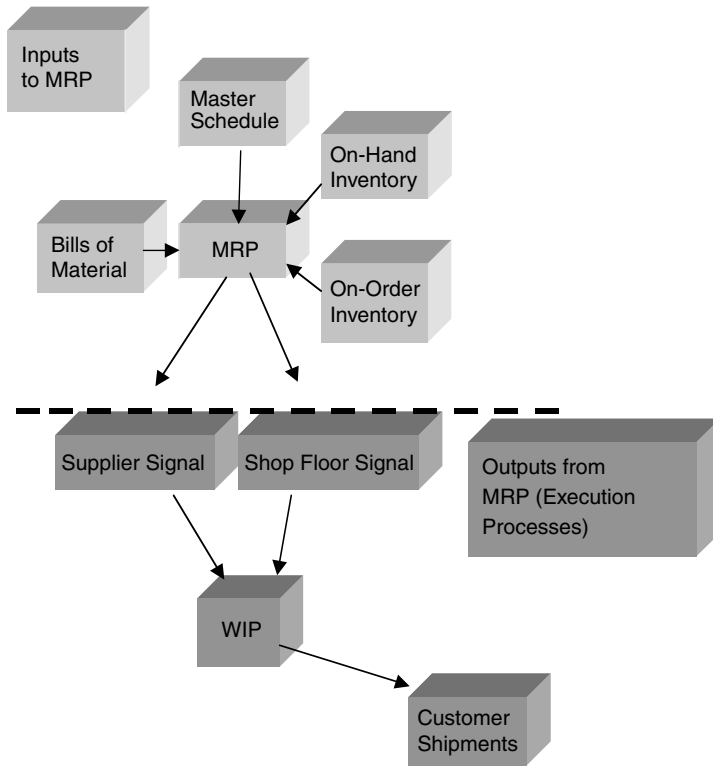 Inputs
to MRP
Master
Schedule
On-Hand
Inventory
Bills of
Material
MRP
On-Order
Inventory
Supplier Signal
Shop Floor Signal
Outputs from
MRP (Execution
Processes)
WIP
Customer
Shipments